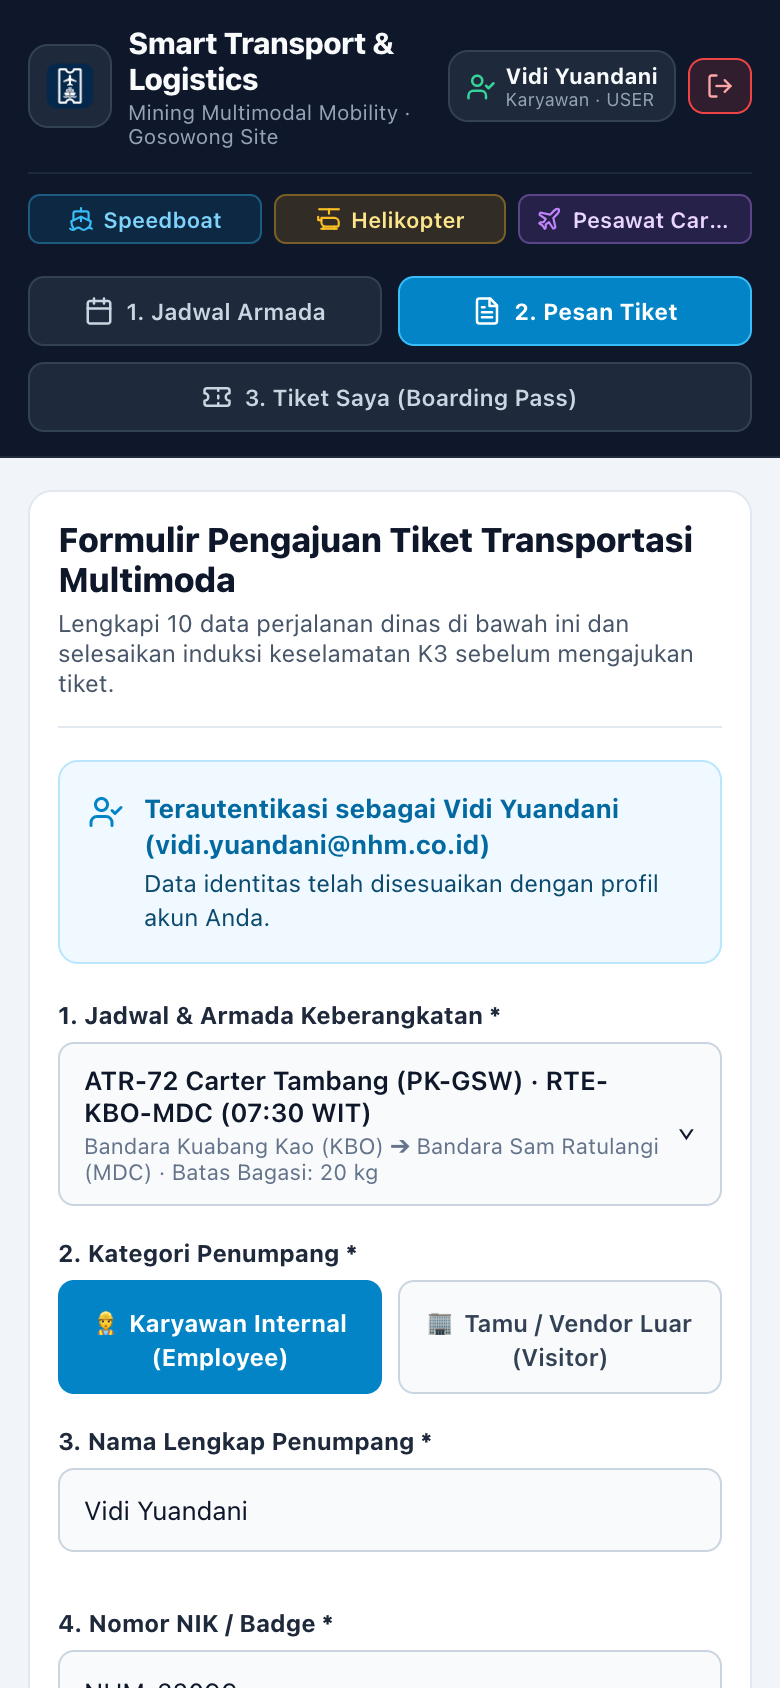 Smart Transport &
Logistics
Mining Multimodal Mobility ·
Gosowong Site
Vidi Yuandani
Karyawan · USER
Speedboat
Helikopter
Pesawat Car...
1. Jadwal Armada
2. Pesan Tiket
3. Tiket Saya (Boarding Pass)
Formulir Pengajuan Tiket Transportasi
Multimoda
Lengkapi 10 data perjalanan dinas di bawah ini dan
selesaikan induksi keselamatan K3 sebelum mengajukan
tiket.
Terautentikasi sebagai Vidi Yuandani
(vidi.yuandani@nhm.co.id)
Data identitas telah disesuaikan dengan profil
akun Anda.
1. Jadwal & Armada Keberangkatan *
ATR-72 Carter Tambang (PK-GSW) · RTE-
KBO-MDC (07:30 WIT)
Bandara Kuabang Kao (KBO) ➔ Bandara Sam Ratulangi
(MDC) · Batas Bagasi: 20 kg
2. Kategori Penumpang *
Karyawan Internal
(Employee)
Tamu / Vendor Luar
(Visitor)
3. Nama Lengkap Penumpang *
Vidi Yuandani
4. Nomor NIK / Badge *